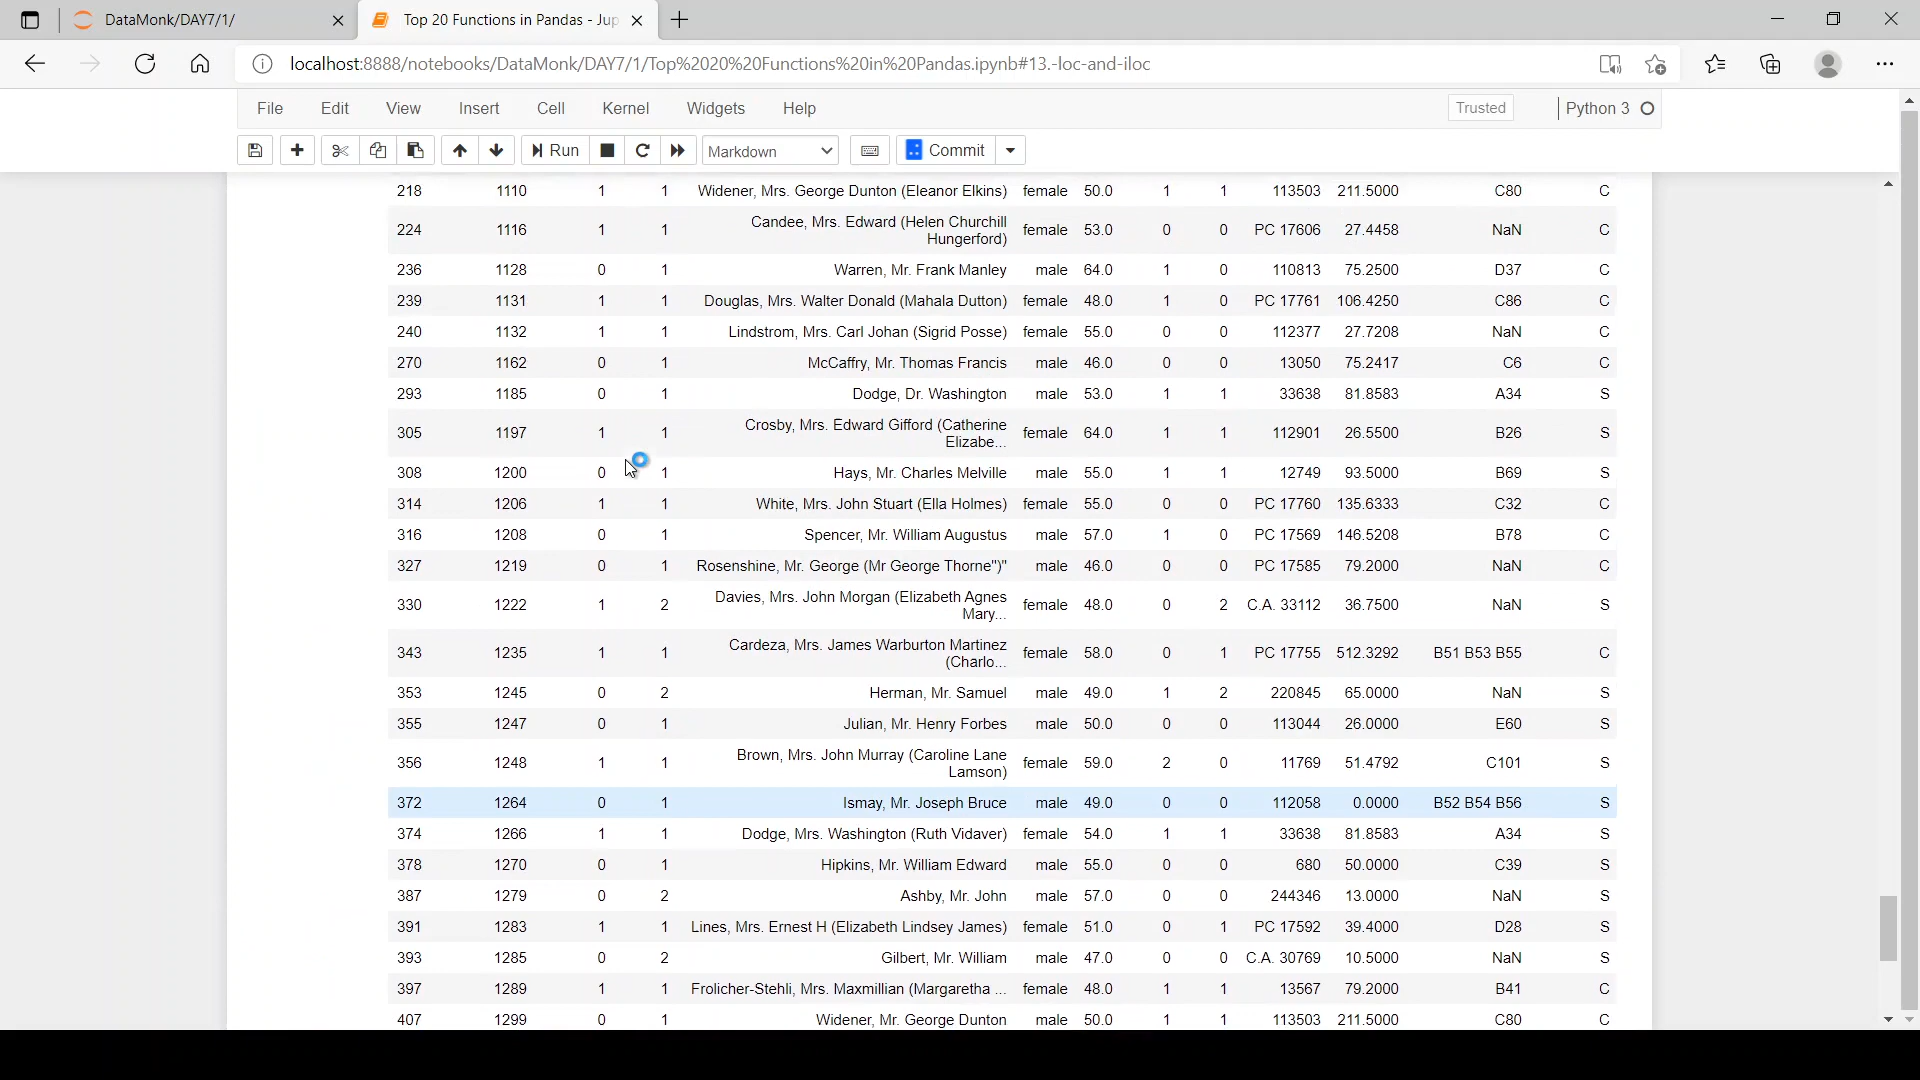 DataMonk/DAY7/1/
Top 20 Functions in Pandas - Jup
localhost:8888/notebooks/DataMonk/DAY7/1/Top%2020%20Functions%20in%20Pandas.ipynb#13.-loc-and-iloc
File Edit View Insert Cell Kernel Widgets Help Trusted Python 3
Run Markdown Commit
218 1110 1 1 Widener, Mrs. George Dunton (Eleanor Elkins) female 50.0 1 1 113503 211.5000 C80 C
Candee, Mrs. Edward (Helen Churchill
224 1116 1 1 Hungerford) female 53.0 0 0 PC 17606 27.4458 NaN C
236 1128 0 1 Warren, Mr. Frank Manley male 64.0 1 0 110813 75.2500 D37 C
239 1131 1 1 Douglas, Mrs. Walter Donald (Mahala Dutton) female 48.0 1 0 PC 17761 106.4250 C86 C
240 1132 1 1 Lindstrom, Mrs. Carl Johan (Sigrid Posse) female 55.0 0 0 112377 27.7208 NaN C
270 1162 0 1 McCaffry, Mr. Thomas Francis male 46.0 0 0 13050 75.2417 C6 C
293 1185 0 1 Dodge, Dr. Washington male 53.0 1 1 33638 81.8583 A34 S
Crosby, Mrs. Edward Gifford (Catherine
305 1197 1 1 Elizabe... female 64.0 1 1 112901 26.5500 B26 S
308 1200 0 1 Hays, Mr. Charles Melville male 55.0 1 1 12749 93.5000 B69 S
314 1206 1 1 White, Mrs. John Stuart (Ella Holmes) female 55.0 0 0 PC 17760 135.6333 C32 C
316 1208 0 1 Spencer, Mr. William Augustus male 57.0 1 0 PC 17569 146.5208 B78 C
327 1219 0 1 Rosenshine, Mr. George (Mr George Thorne")" male 46.0 0 0 PC 17585 79.2000 NaN C
Davies, Mrs. John Morgan (Elizabeth Agnes
330 1222 1 2 Mary... female 48.0 0 2 C.A. 33112 36.7500 NaN S
Cardeza, Mrs. James Warburton Martinez
343 1235 1 1 (Charlo... female 58.0 0 1 PC 17755 512.3292 B51 B53 B55 C
353 1245 0 2 Herman, Mr. Samuel male 49.0 1 2 220845 65.0000 NaN S
355 1247 0 1 Julian, Mr. Henry Forbes male 50.0 0 0 113044 26.0000 E60 S
Brown, Mrs. John Murray (Caroline Lane
356 1248 1 1 Lamson) female 59.0 2 0 11769 51.4792 C101 S
372 1264 0 1 Ismay, Mr. Joseph Bruce male 49.0 0 0 112058 0.0000 B52 B54 B56 S
374 1266 1 1 Dodge, Mrs. Washington (Ruth Vidaver) female 54.0 1 1 33638 81.8583 A34 S
378 1270 0 1 Hipkins, Mr. William Edward male 55.0 0 0 680 50.0000 C39 S
387 1279 0 2 Ashby, Mr. John male 57.0 0 0 244346 13.0000 NaN S
391 1283 1 1 Lines, Mrs. Ernest H (Elizabeth Lindsey James) female 51.0 0 1 PC 17592 39.4000 D28 S
393 1285 0 2 Gilbert, Mr. William male 47.0 0 0 C.A. 30769 10.5000 NaN S
397 1289 1 1 Frolicher-Stehli, Mrs. Maxmillian (Margaretha ... female 48.0 1 1 13567 79.2000 B41 C
407 1299 0 1 Widener, Mr. George Dunton male 50.0 1 1 113503 211.5000 C80 C